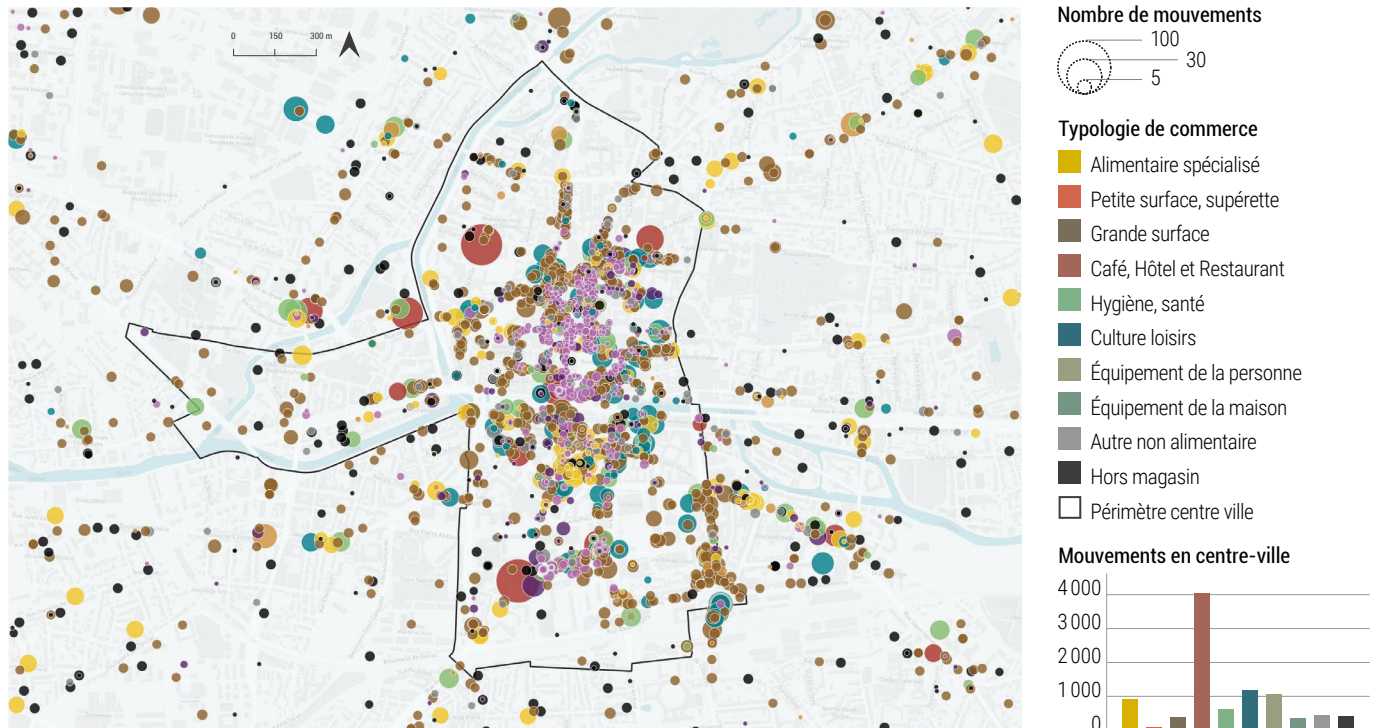 0 150 300 m
Nombre de mouvements
100
30
5
Typologie de commerce
Alimentaire spécialisé
Petite surface, supérette
Grande surface
Café, Hôtel et Restaurant
Hygiène, santé
Culture loisirs
Équipement de la personne
Équipement de la maison
Autre non alimentaire
Hors magasin
Périmètre centre ville
Mouvements en centre-ville
4 000
3 000
2 000
1 000
0